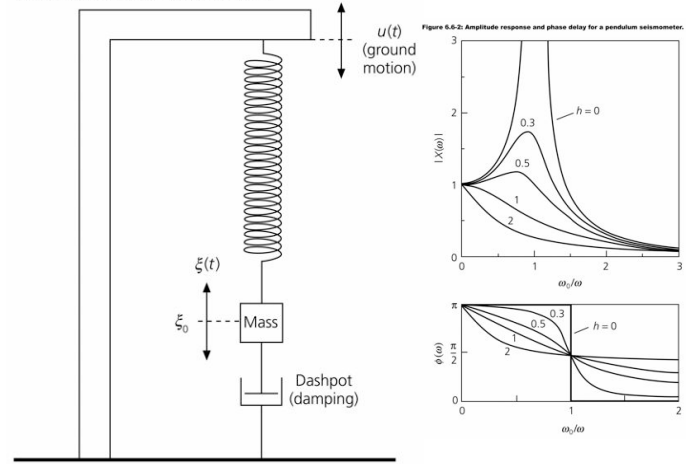 u(t)
(ground
motion)
ξ(t)
ξ₀
Mass
Dashpot
(damping)
Figure 6.6-2: Amplitude response and phase delay for a pendulum seismometer.
3
2
1
0
|X(ω)|
h = 0
0.3
0.5
1
2
0
1
2
3
ω₀/ω
π
π/2
0
ϕ(ω)
0.3
0.5
h = 0
1
2
0
1
2
ω₀/ω